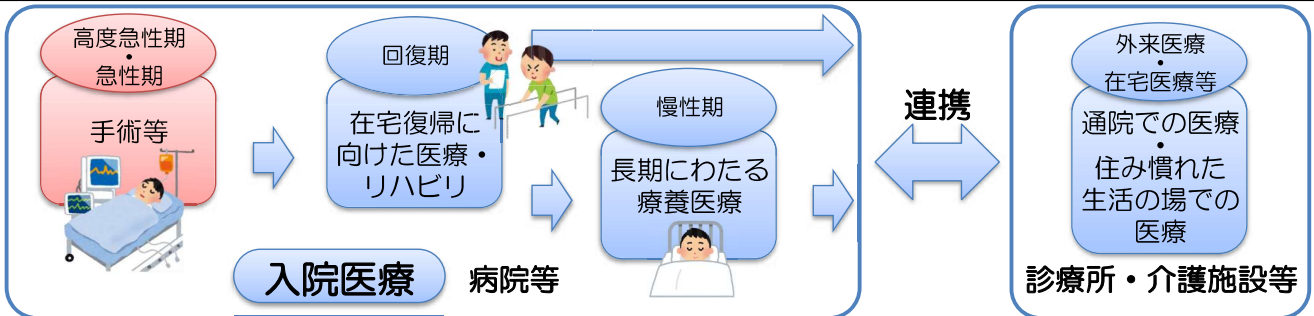 高度急性期
・
急性期
手術等
回復期
在宅復帰に
向けた医療・
リハビリ
慢性期
長期にわたる
療養医療
入院医療
病院等
連携
外来医療
・
在宅医療等
通院での医療
・
住み慣れた
生活の場での
医療
診療所・介護施設等